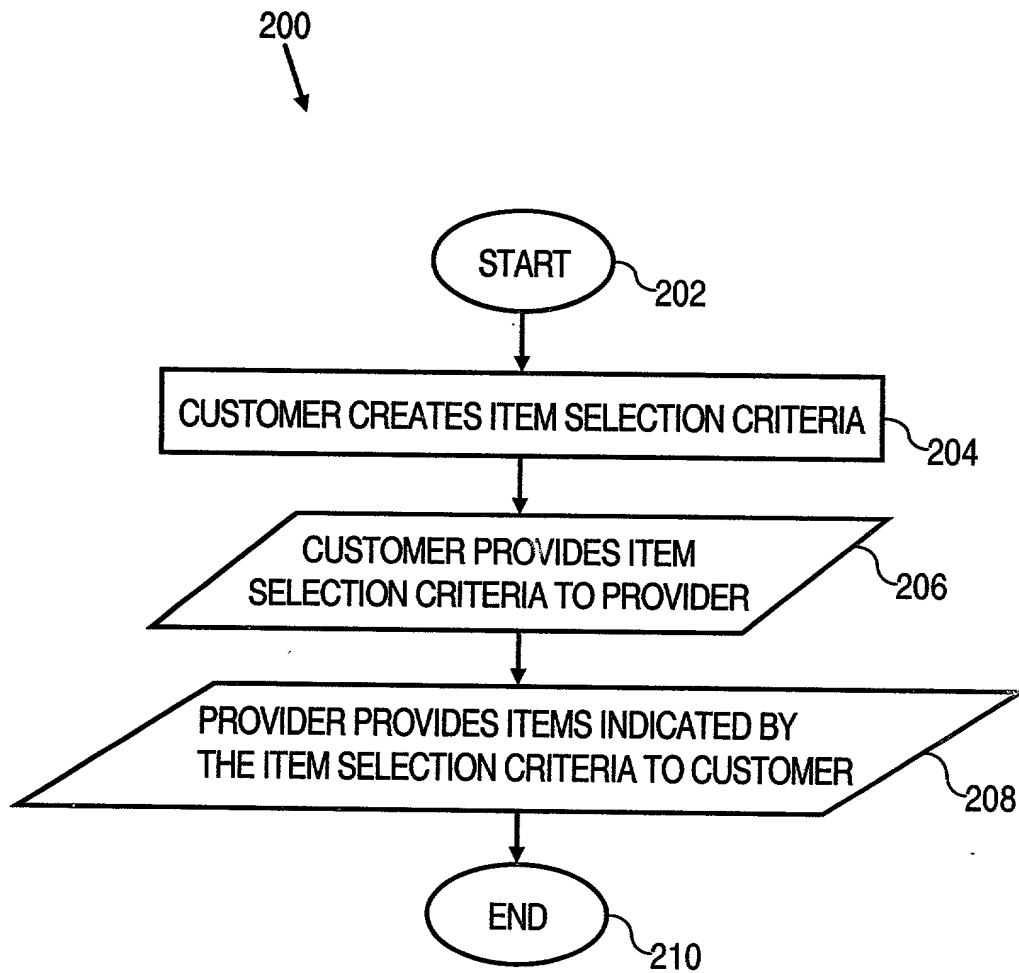 200
START
202
CUSTOMER CREATES ITEM SELECTION CRITERIA
204
CUSTOMER PROVIDES ITEM
SELECTION CRITERIA TO PROVIDER
206
PROVIDER PROVIDES ITEMS INDICATED BY
THE ITEM SELECTION CRITERIA TO CUSTOMER
208
END
210